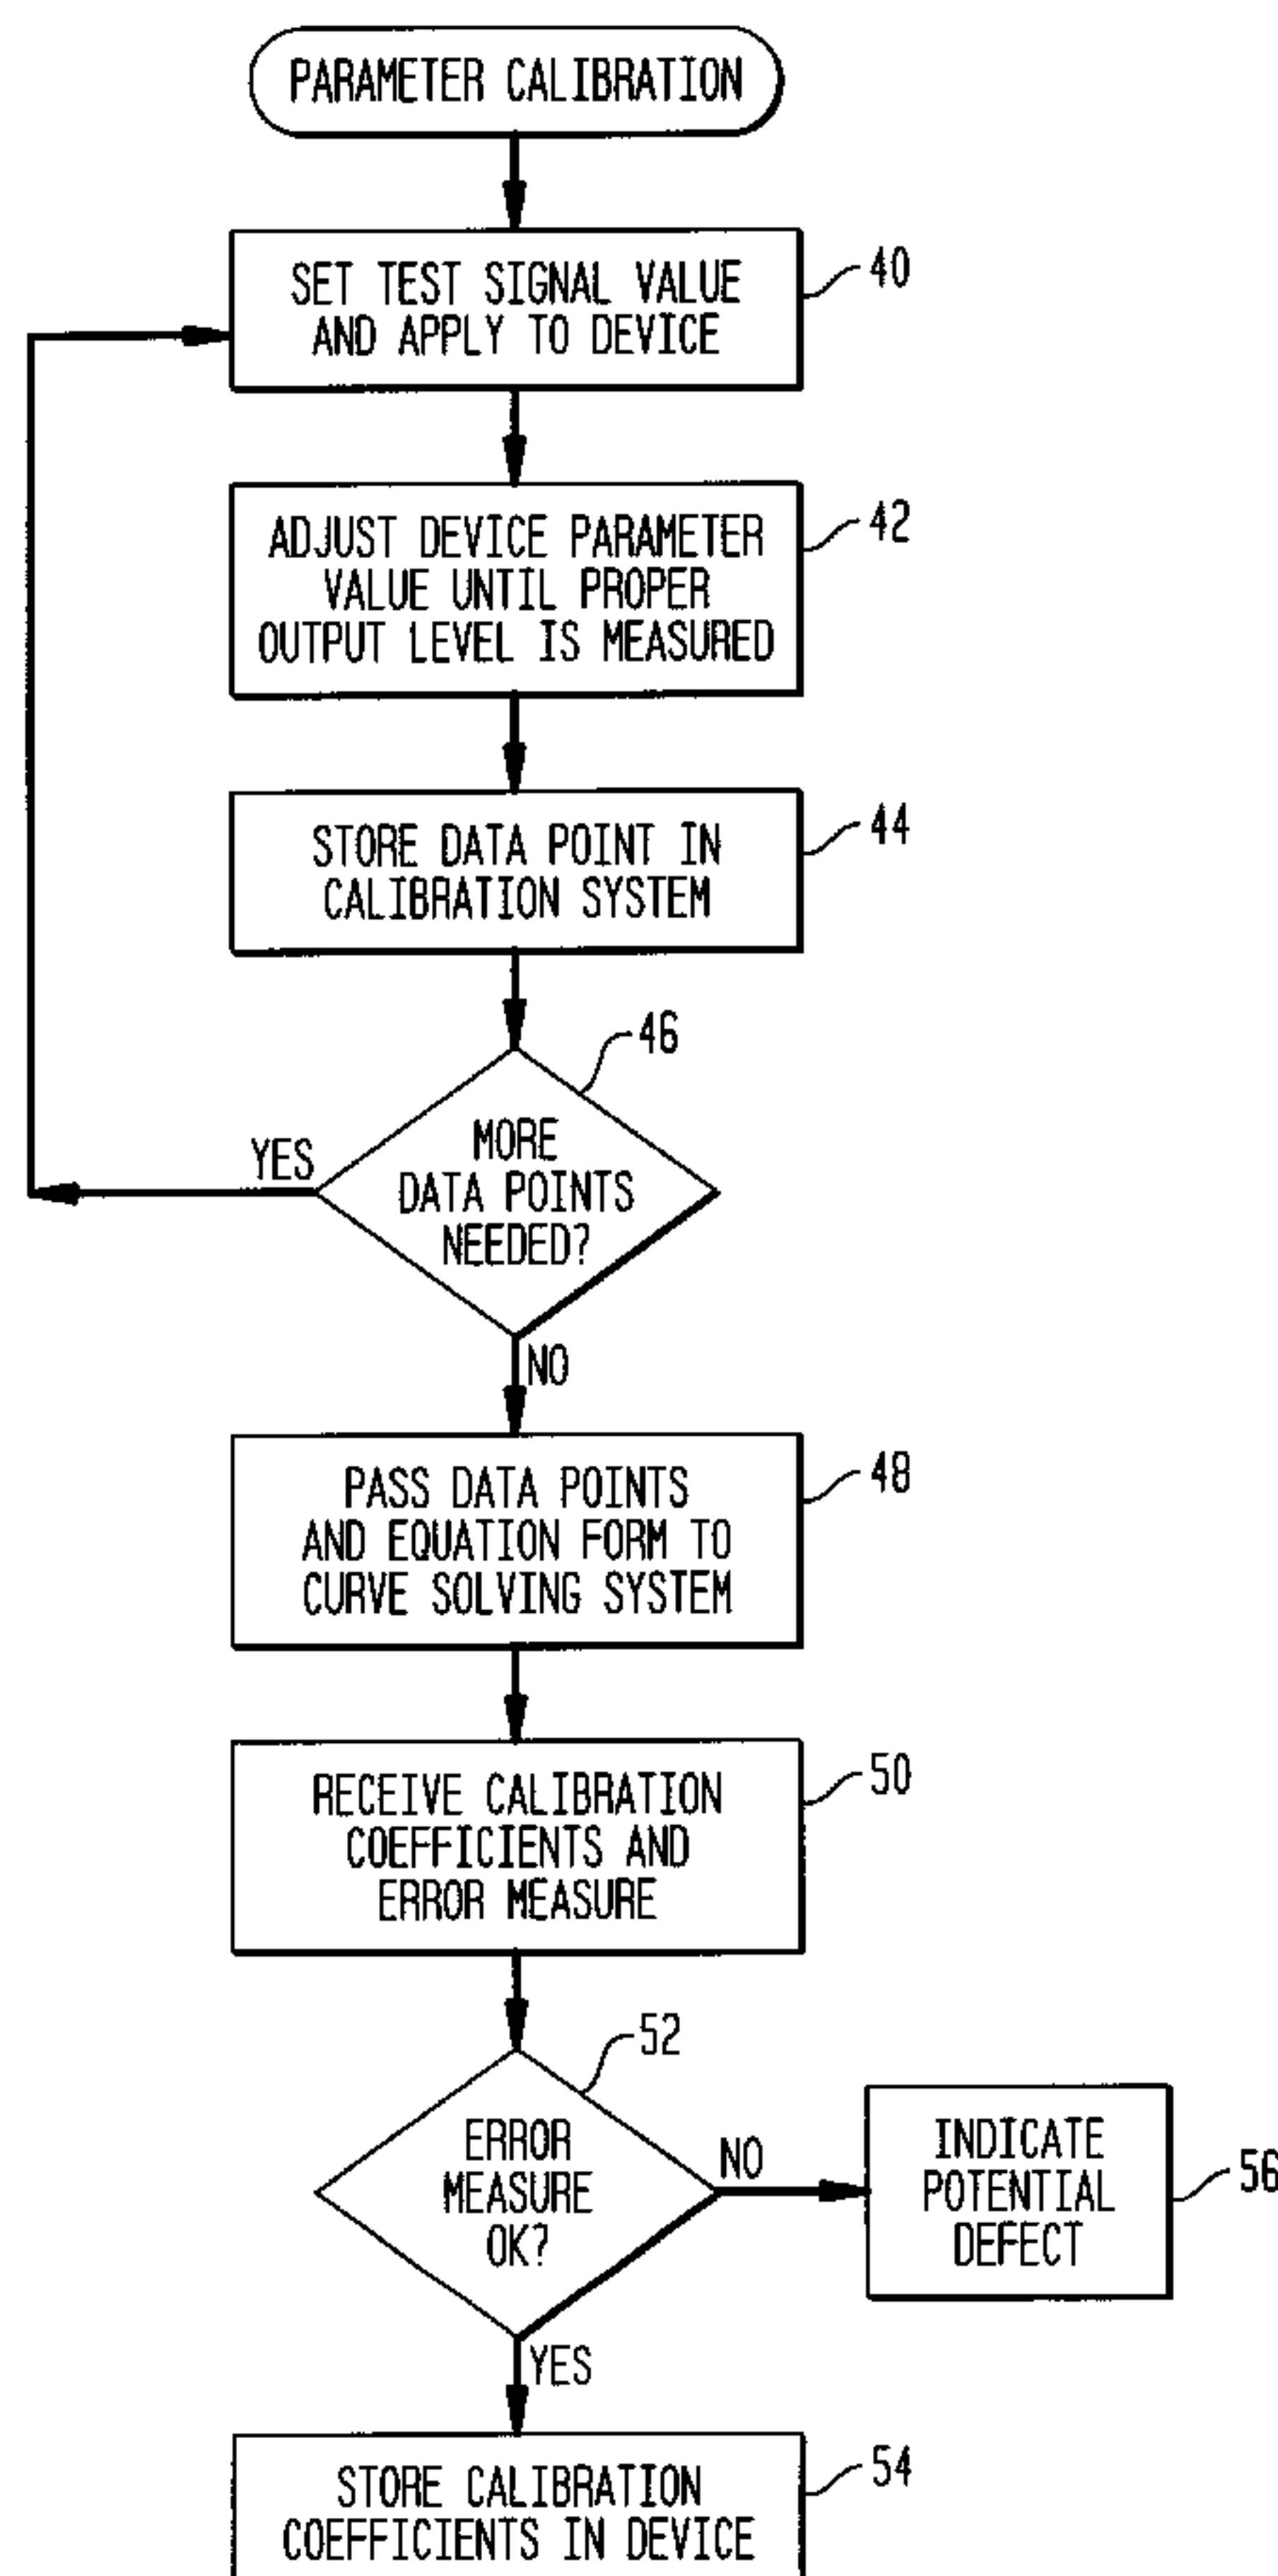 PARAMETER CALIBRATION
SET TEST SIGNAL VALUE
AND APPLY TO DEVICE
40
ADJUST DEVICE PARAMETER
VALUE UNTIL PROPER
OUTPUT LEVEL IS MEASURED
42
STORE DATA POINT IN
CALIBRATION SYSTEM
44
46
MORE
DATA POINTS
NEEDED?
YES
NO
PASS DATA POINTS
AND EQUATION FORM TO
CURVE SOLVING SYSTEM
48
RECEIVE CALIBRATION
COEFFICIENTS AND
ERROR MEASURE
50
52
ERROR
MEASURE
OK?
NO
INDICATE
POTENTIAL
DEFECT
56
YES
STORE CALIBRATION
COEFFICIENTS IN DEVICE
54